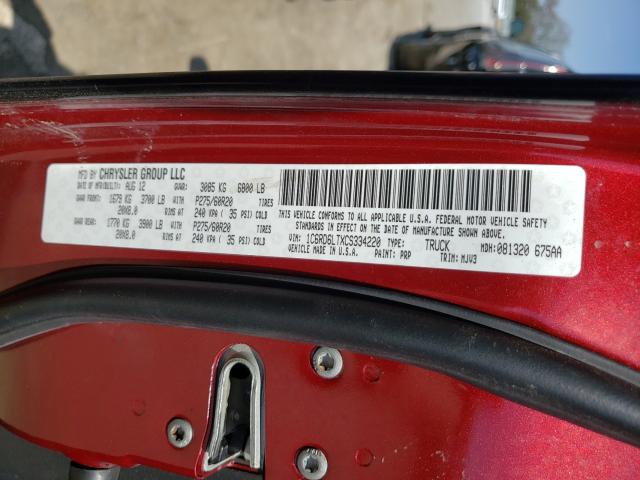 MFD BY CHRYSLER GROUP LLC
DATE OF MFR/BUILT: AUG 12 GVWR: 3085 KG 6800 LB
GAWR FRONT: 1679 KG 3700 LB WITH P275/60R20
20X8.0 RIMS AT 240 KPA ( 35 PSI) COLD
GAWR REAR: 1770 KG 3900 LB WITH P275/60R20
20X8.0 RIMS AT 240 KPA ( 35 PSI) COLD
THIS VEHICLE CONFORMS TO ALL APPLICABLE U.S.A. FEDERAL MOTOR VEHICLE SAFETY
STANDARDS IN EFFECT ON THE DATE OF MANUFACTURE SHOWN ABOVE.
VIN: 1C6RD6LTXCS334220 TYPE: TRUCK MDH: 081320 675AA
VEHICLE MADE IN U.S.A. PAINT: PRP TRIM: MJV3